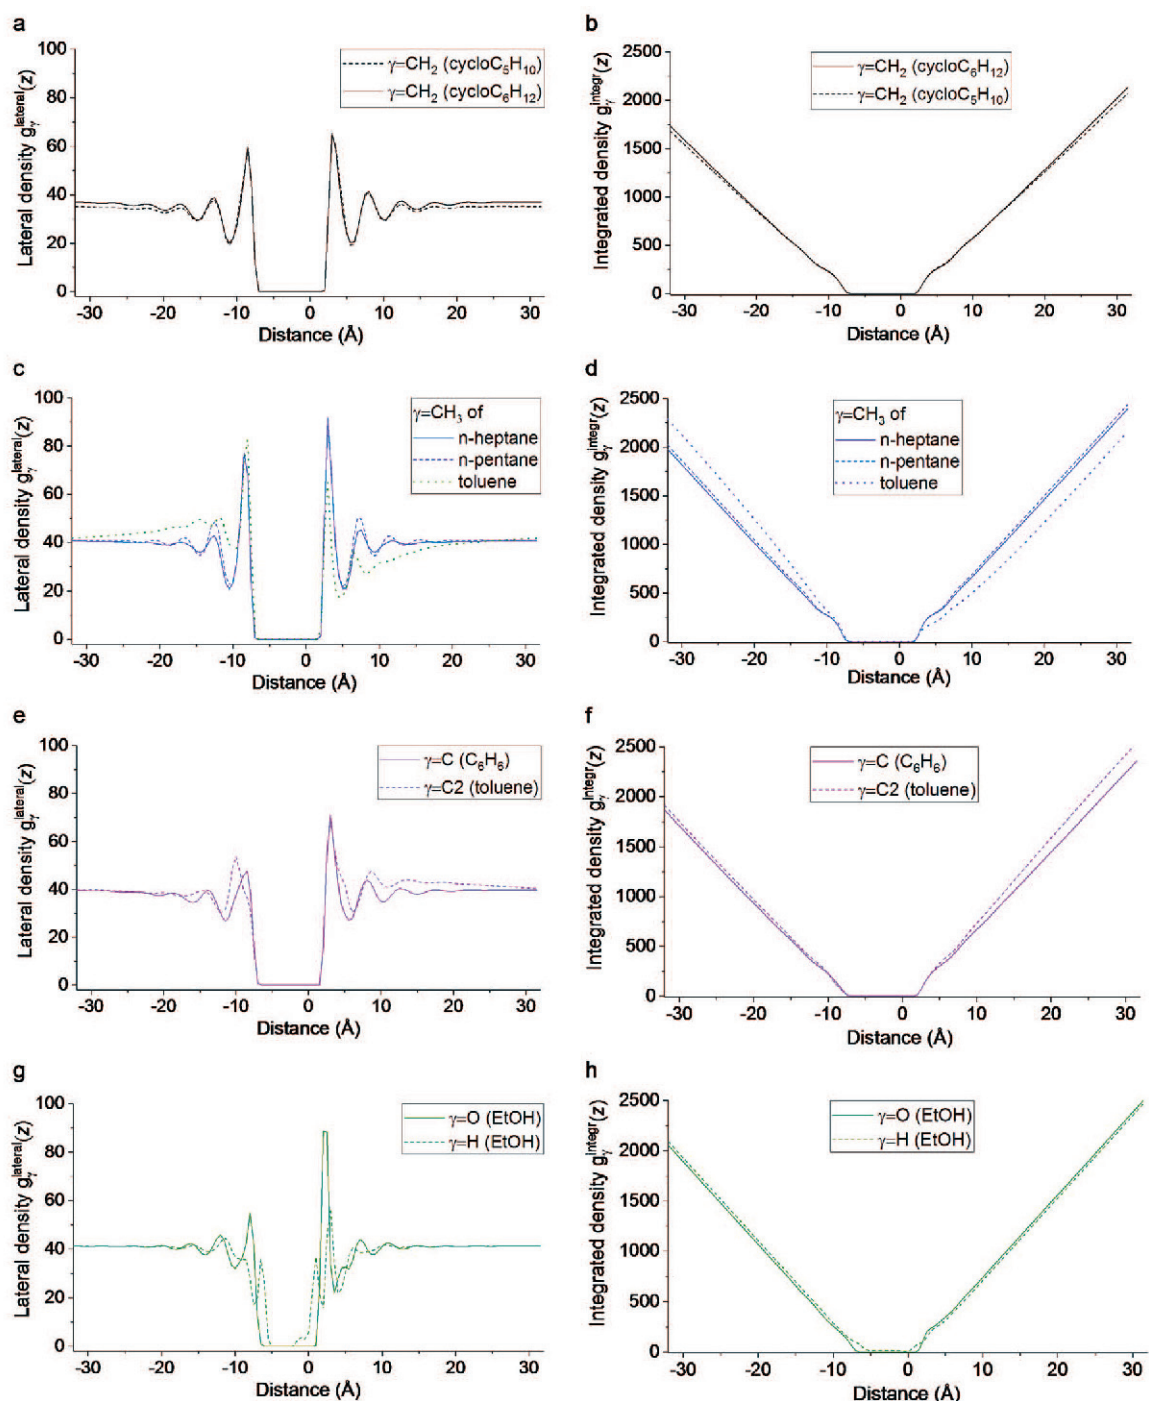 a
100
80
60
40
20
0
-30 -20 -10 0 10 20 30
Distance (Å)
Lateral density gγ^lateral(z)
γ=CH2 (cycloC5H10)
γ=CH2 (cycloC6H12)
b
2500
2000
1500
1000
500
0
-30 -20 -10 0 10 20 30
Distance (Å)
Integrated density gγ^integr(z)
γ=CH2 (cycloC6H12)
γ=CH2 (cycloC5H10)
c
100
80
60
40
20
0
-30 -20 -10 0 10 20 30
Distance (Å)
Lateral density gγ^lateral(z)
γ=CH3 of
n-heptane
n-pentane
toluene
d
2500
2000
1500
1000
500
0
-30 -20 -10 0 10 20 30
Distance (Å)
Integrated density gγ^integr(z)
γ=CH3 of
n-heptane
n-pentane
toluene
e
100
80
60
40
20
0
-30 -20 -10 0 10 20 30
Distance (Å)
Lateral density gγ^lateral(z)
γ=C (C6H6)
γ=C2 (toluene)
f
2500
2000
1500
1000
500
0
-30 -20 -10 0 10 20 30
Distance (Å)
Integrated density gγ^integr(z)
γ=C (C6H6)
γ=C2 (toluene)
g
100
80
60
40
20
0
-30 -20 -10 0 10 20 30
Distance (Å)
Lateral density gγ^lateral(z)
γ=O (EtOH)
γ=H (EtOH)
h
2500
2000
1500
1000
500
0
-30 -20 -10 0 10 20 30
Distance (Å)
Integrated density gγ^integr(z)
γ=O (EtOH)
γ=H (EtOH)